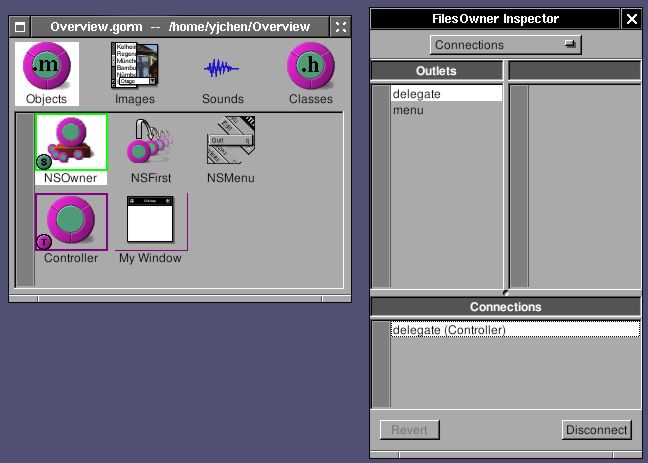 Overview.gorm -- /home/yjchen/Overview
.m
.h
Objects
Images
Sounds
Classes
S
Quit q
NSOwner
NSFirst
NSMenu
T
Controller
My Window
FilesOwner Inspector
Connections
Outlets
delegate
menu
Connections
delegate (Controller)
Revert
Disconnect